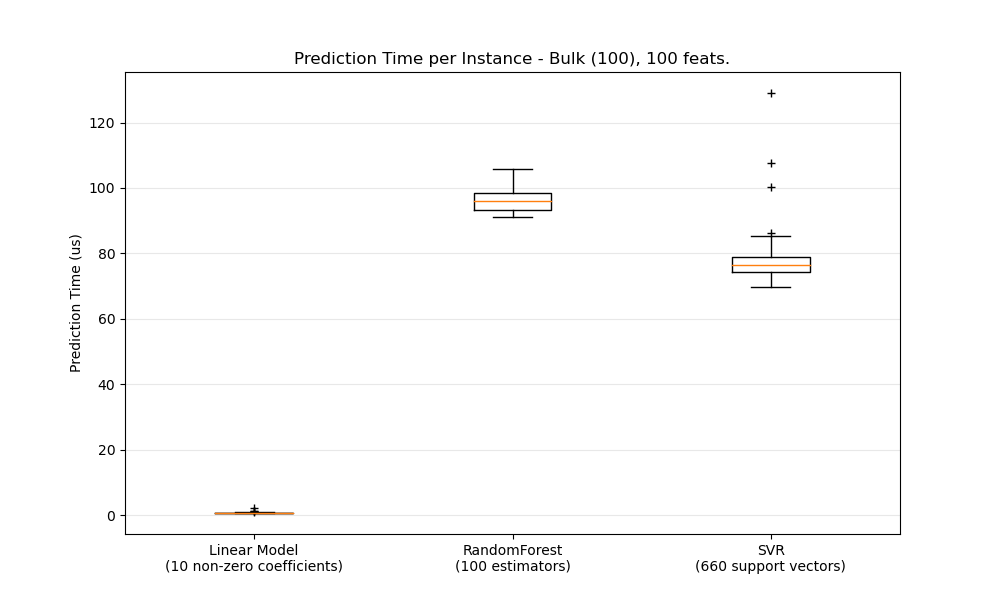 Prediction Time per Instance - Bulk (100), 100 feats.
Prediction Time (us)
120
100
80
60
40
20
0
Linear Model
(10 non-zero coefficients)
RandomForest
(100 estimators)
SVR
(660 support vectors)